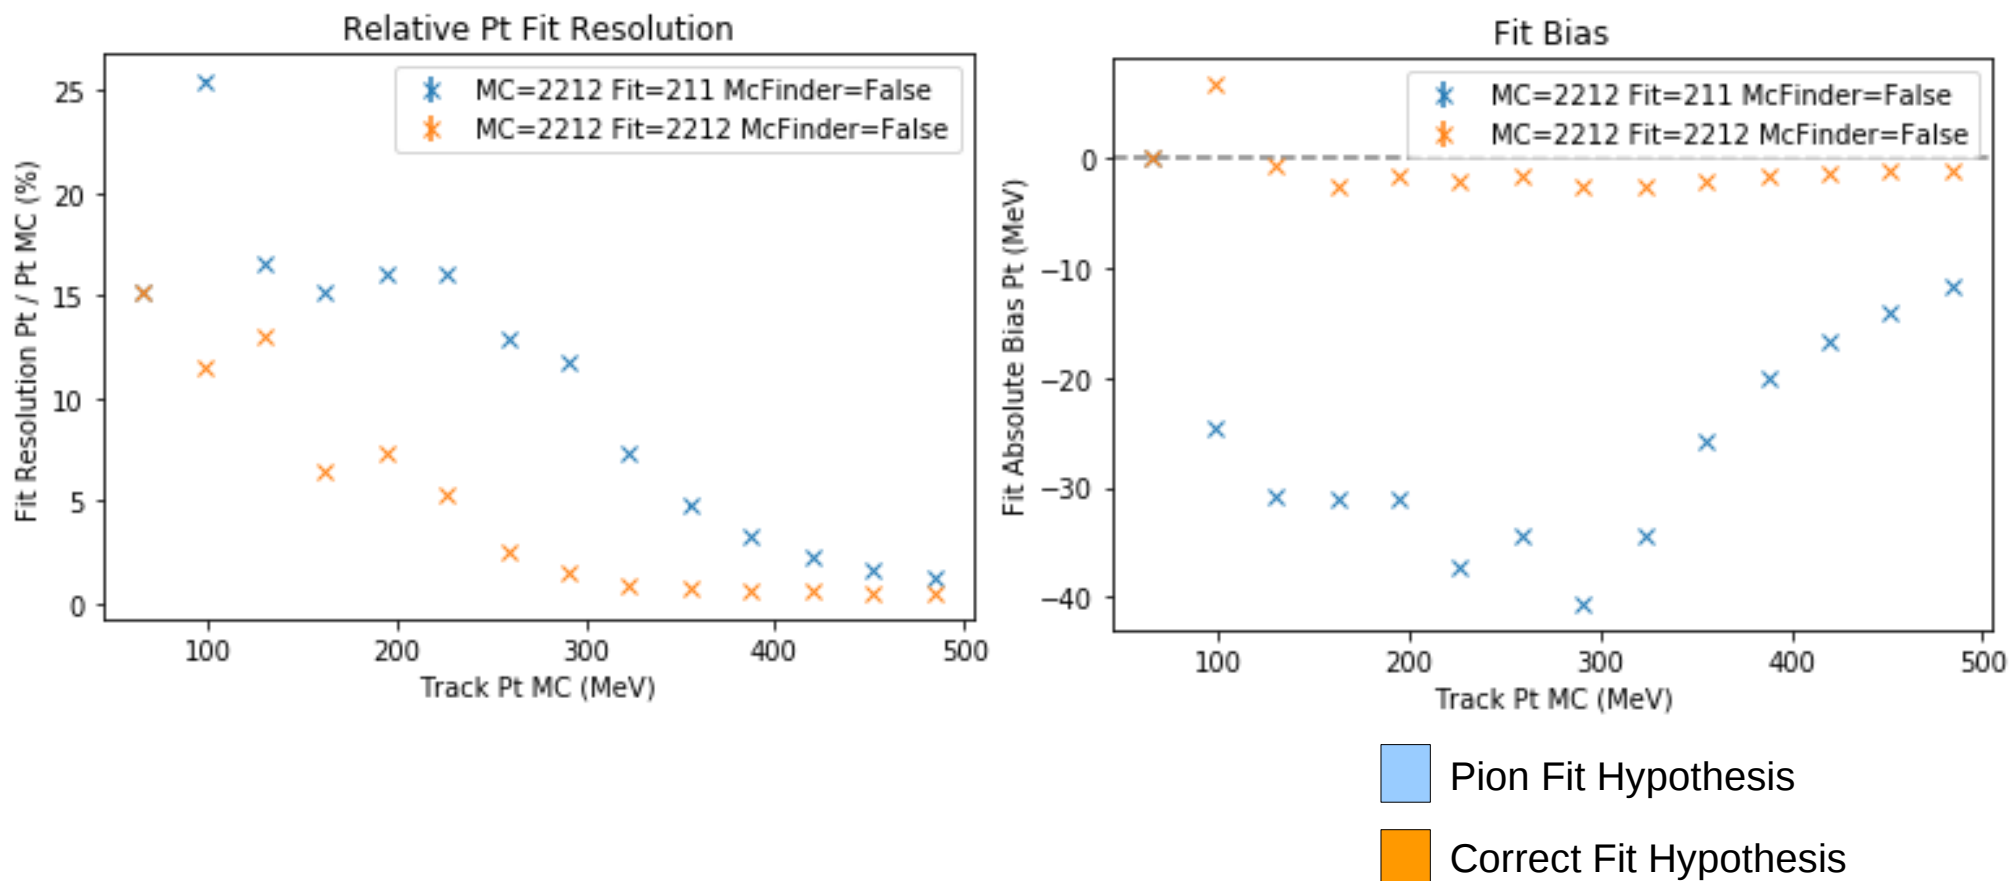 Relative Pt Fit Resolution
25
20
15
10
5
0
Fit Resolution Pt / Pt MC (%)
MC=2212 Fit=211 McFinder=False
MC=2212 Fit=2212 McFinder=False
100 200 300 400 500
Track Pt MC (MeV)
Fit Bias
0
−10
−20
−30
−40
Fit Absolute Bias Pt (MeV)
MC=2212 Fit=211 McFinder=False
MC=2212 Fit=2212 McFinder=False
100 200 300 400 500
Track Pt MC (MeV)
Pion Fit Hypothesis
Correct Fit Hypothesis